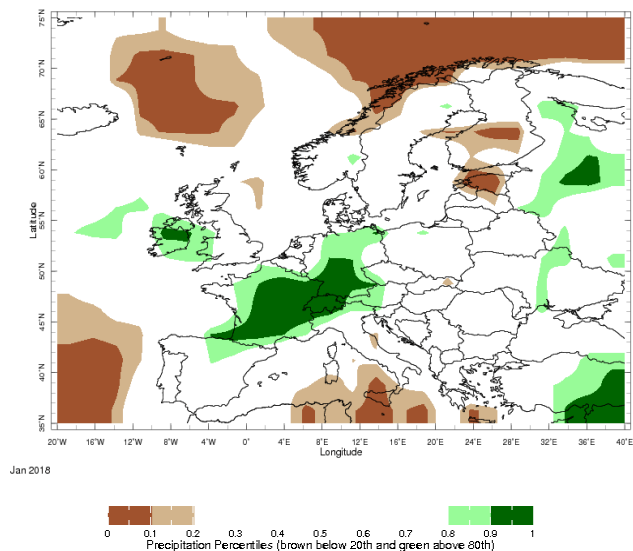 75˚N
70˚N
65˚N
60˚N
55˚N
50˚N
45˚N
40˚N
35˚N
Latitude
20˚W 16˚W 12˚W 8˚W 4˚W 0˚ 4˚E 8˚E 12˚E 16˚E 20˚E 24˚E 28˚E 32˚E 36˚E 40˚E
Longitude
Jan 2018
0 0.1 0.2 0.3 0.4 0.5 0.6 0.7 0.8 0.9 1
Precipitation Percentiles (brown below 20th and green above 80th)